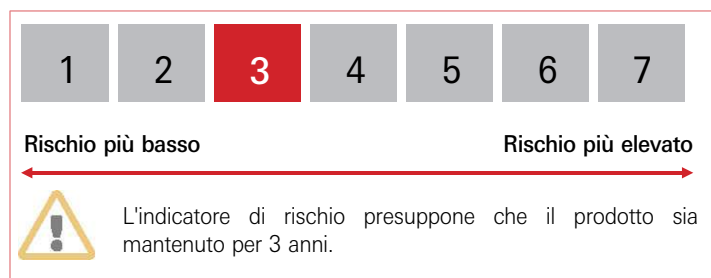 1 2 3 4 5 6 7
Rischio più basso Rischio più elevato
L'indicatore di rischio presuppone che il prodotto sia
mantenuto per 3 anni.